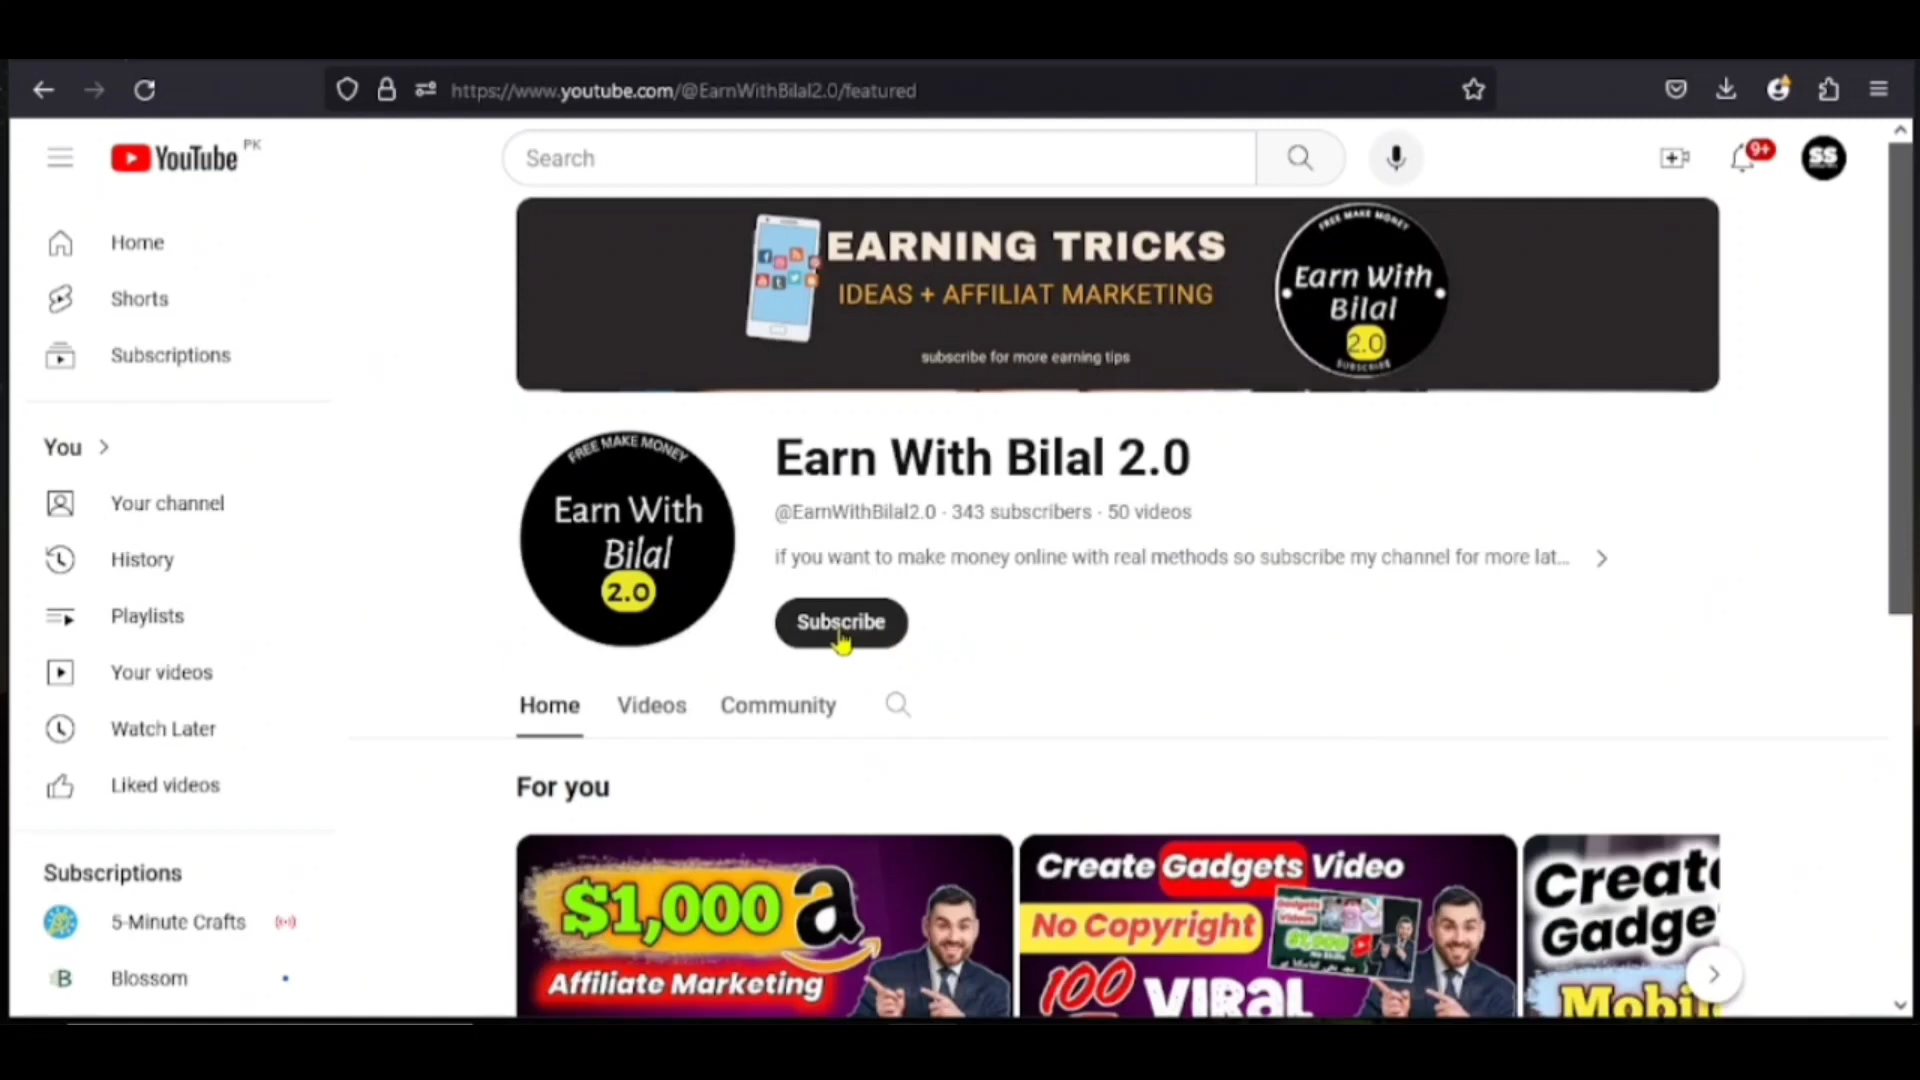 https://www.youtube.com/@EarnWithBilal2.0/featured
YouTube PK
Search
9+
SS
Home
Shorts
Subscriptions
You
Your channel
History
Playlists
Your videos
Watch Later
Liked videos
Subscriptions
5-Minute Crafts
B Blossom
EARNING TRICKS
IDEAS + AFFILIAT MARKETING
subscribe for more earning tips
FREE MAKE MONEY
Earn With
Bilal
2.0
SUBSCRIBE
FREE MAKE MONEY
Earn With
Bilal
2.0
Earn With Bilal 2.0
@EarnWithBilal2.0 · 343 subscribers · 50 videos
if you want to make money online with real methods so subscribe my channel for more lat...
Subscribe
Home Videos Community
For you
$1,000 a
Affiliate Marketing
Create Gadgets Video
No Copyright
100 VIRAL
Create
Gadge
Mobil